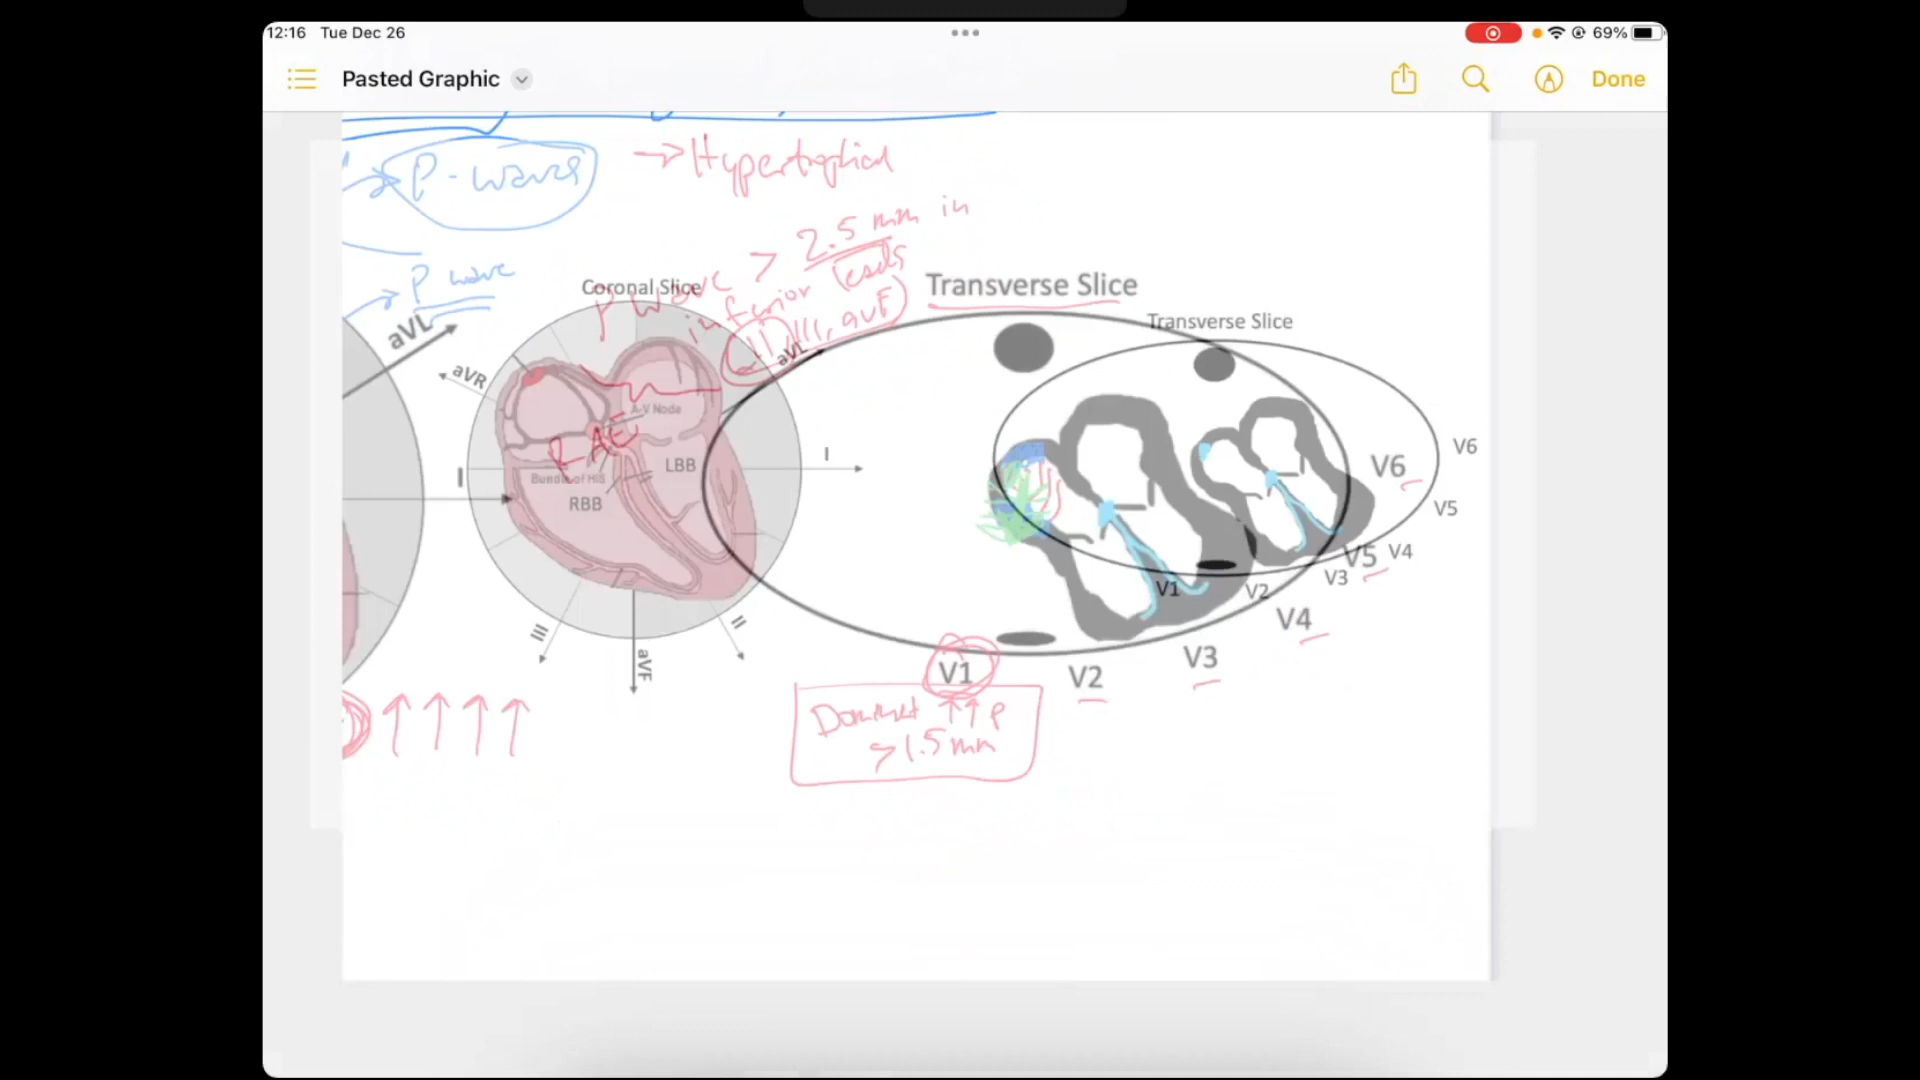 12:16 Tue Dec 26
69%
Pasted Graphic
Done
P-wave
→ Hypertrophied
P wave > 2.5 mm in
inferior leads
(II, III, avF)
P wave
Coronal Slice
Transverse Slice
Transverse Slice
aVL
aVR
aVL
A-V Node
RAE
LBB
Bundle of HIS
RBB
I
I
III
aVF
II
V6
V6
V5
V5
V4
V3
V1
V2
V4
V3
V1
V2
Dominant ↑↑ P
>1.5 mm
↑ ↑ ↑ ↑